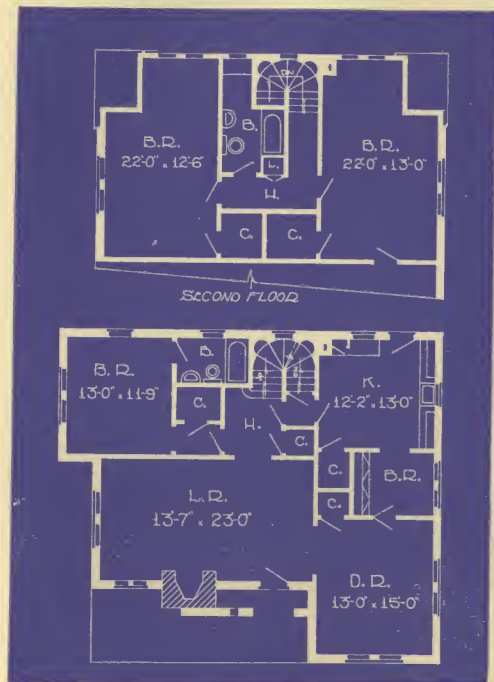 DN
B.R.
22'-0" x 12'-6"
B.
L.
H.
B.R.
22'-0" x 13'-0"
C.
C.
SECOND FLOOR
B.R.
13'-0" x 11'-9"
B.
C.
H.
C.
K.
12'-2" x 13'-0"
C.
B.R.
C.
L.R.
13'-7" x 23'-0"
D.R.
13'-0" x 15'-0"